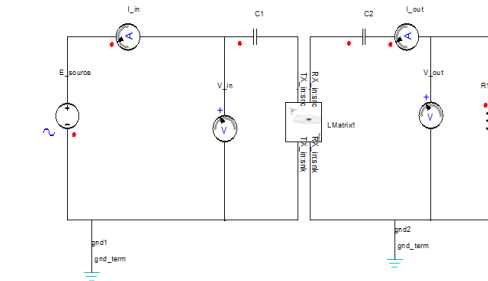 I_in
C1
C2
I_out
E_source
V_in
V_out
TX_in:src
RX_in:src
LMatrix1
TX_in:snk
RX_in:snk
A
A
V
V
gnd1
gnd_term
gnd2
gnd_term